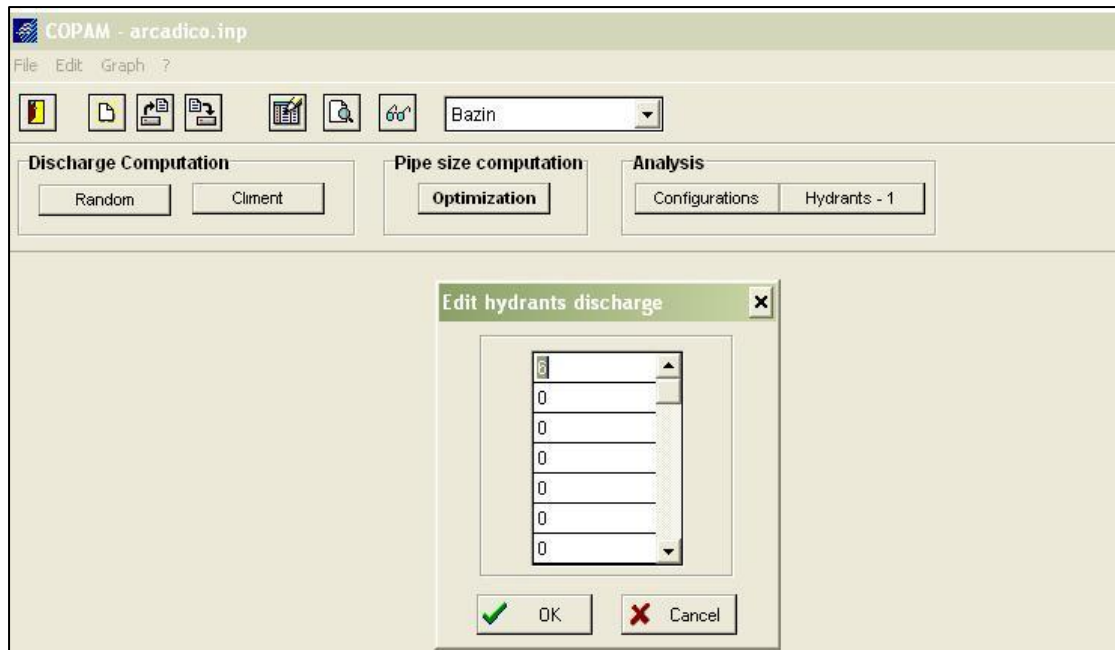 COPAM - arcadico.inp
File Edit Graph ?
Bazin
Discharge Computation Pipe size computation Analysis
Random Climent Optimization Configurations Hydrants - 1
Edit hydrants discharge
6
0
0
0
0
0
0
OK Cancel